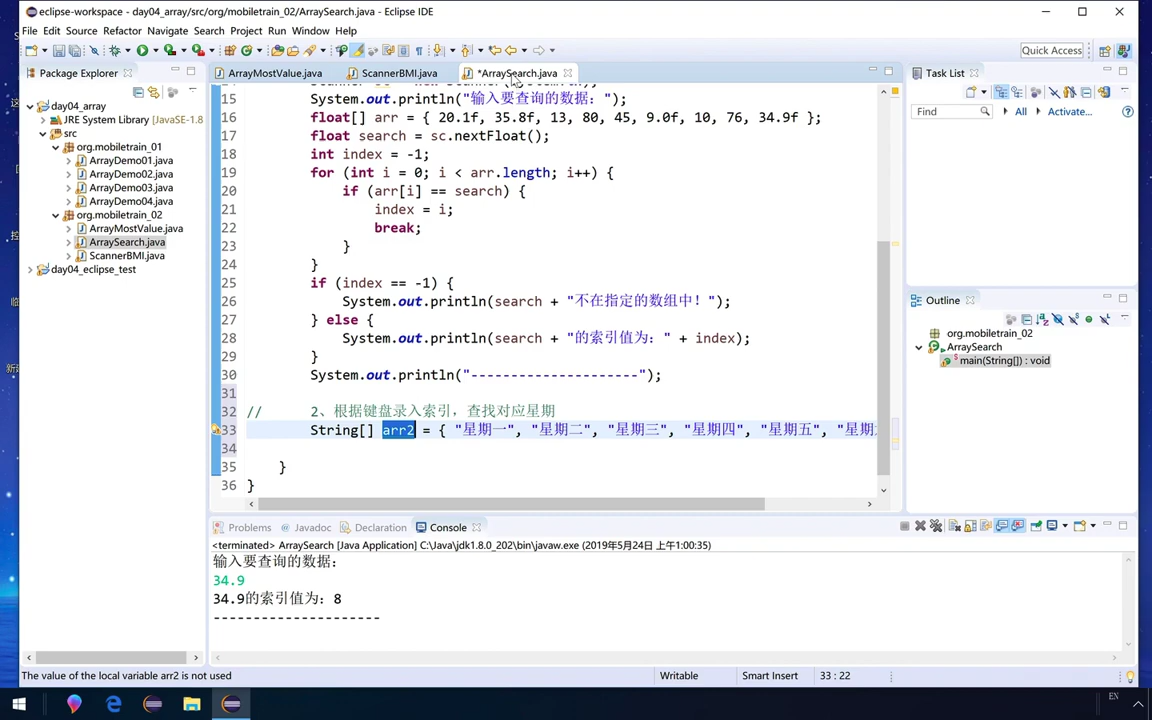 eclipse-workspace - day04_array/src/org/mobiletrain_02/ArraySearch.java - Eclipse IDE
File Edit Source Refactor Navigate Search Project Run Window Help
Quick Access
Package Explorer
day04_array
JRE System Library [JavaSE-1.8
src
org.mobiletrain_01
ArrayDemo01.java
ArrayDemo02.java
ArrayDemo03.java
ArrayDemo04.java
org.mobiletrain_02
ArrayMostValue.java
ArraySearch.java
ScannerBMI.java
day04_eclipse_test
ArrayMostValue.java ScannerBMI.java *ArraySearch.java
15 System.out.println("输入要查询的数据：");
16 float[] arr = { 20.1f, 35.8f, 13, 80, 45, 9.0f, 10, 76, 34.9f };
17 float search = sc.nextFloat();
18 int index = -1;
19 for (int i = 0; i < arr.length; i++) {
20 if (arr[i] == search) {
21 index = i;
22 break;
23 }
24 }
25 if (index == -1) {
26 System.out.println(search + "不在指定的数组中！");
27 } else {
28 System.out.println(search + "的索引值为：" + index);
29 }
30 System.out.println("---------------------");
31
32 // 2、根据键盘录入索引，查找对应星期
33 String[] arr2 = { "星期一", "星期二", "星期三", "星期四", "星期五", "星期
34
35 }
36 }
Task List
Find All Activate...
Outline
org.mobiletrain_02
ArraySearch
main(String[]) : void
Problems Javadoc Declaration Console
<terminated> ArraySearch [Java Application] C:\Java\jdk1.8.0_202\bin\javaw.exe (2019年5月24日 上午1:00:35)
输入要查询的数据：
34.9
34.9的索引值为：8
---------------------
The value of the local variable arr2 is not used Writable Smart Insert 33 : 22
EN